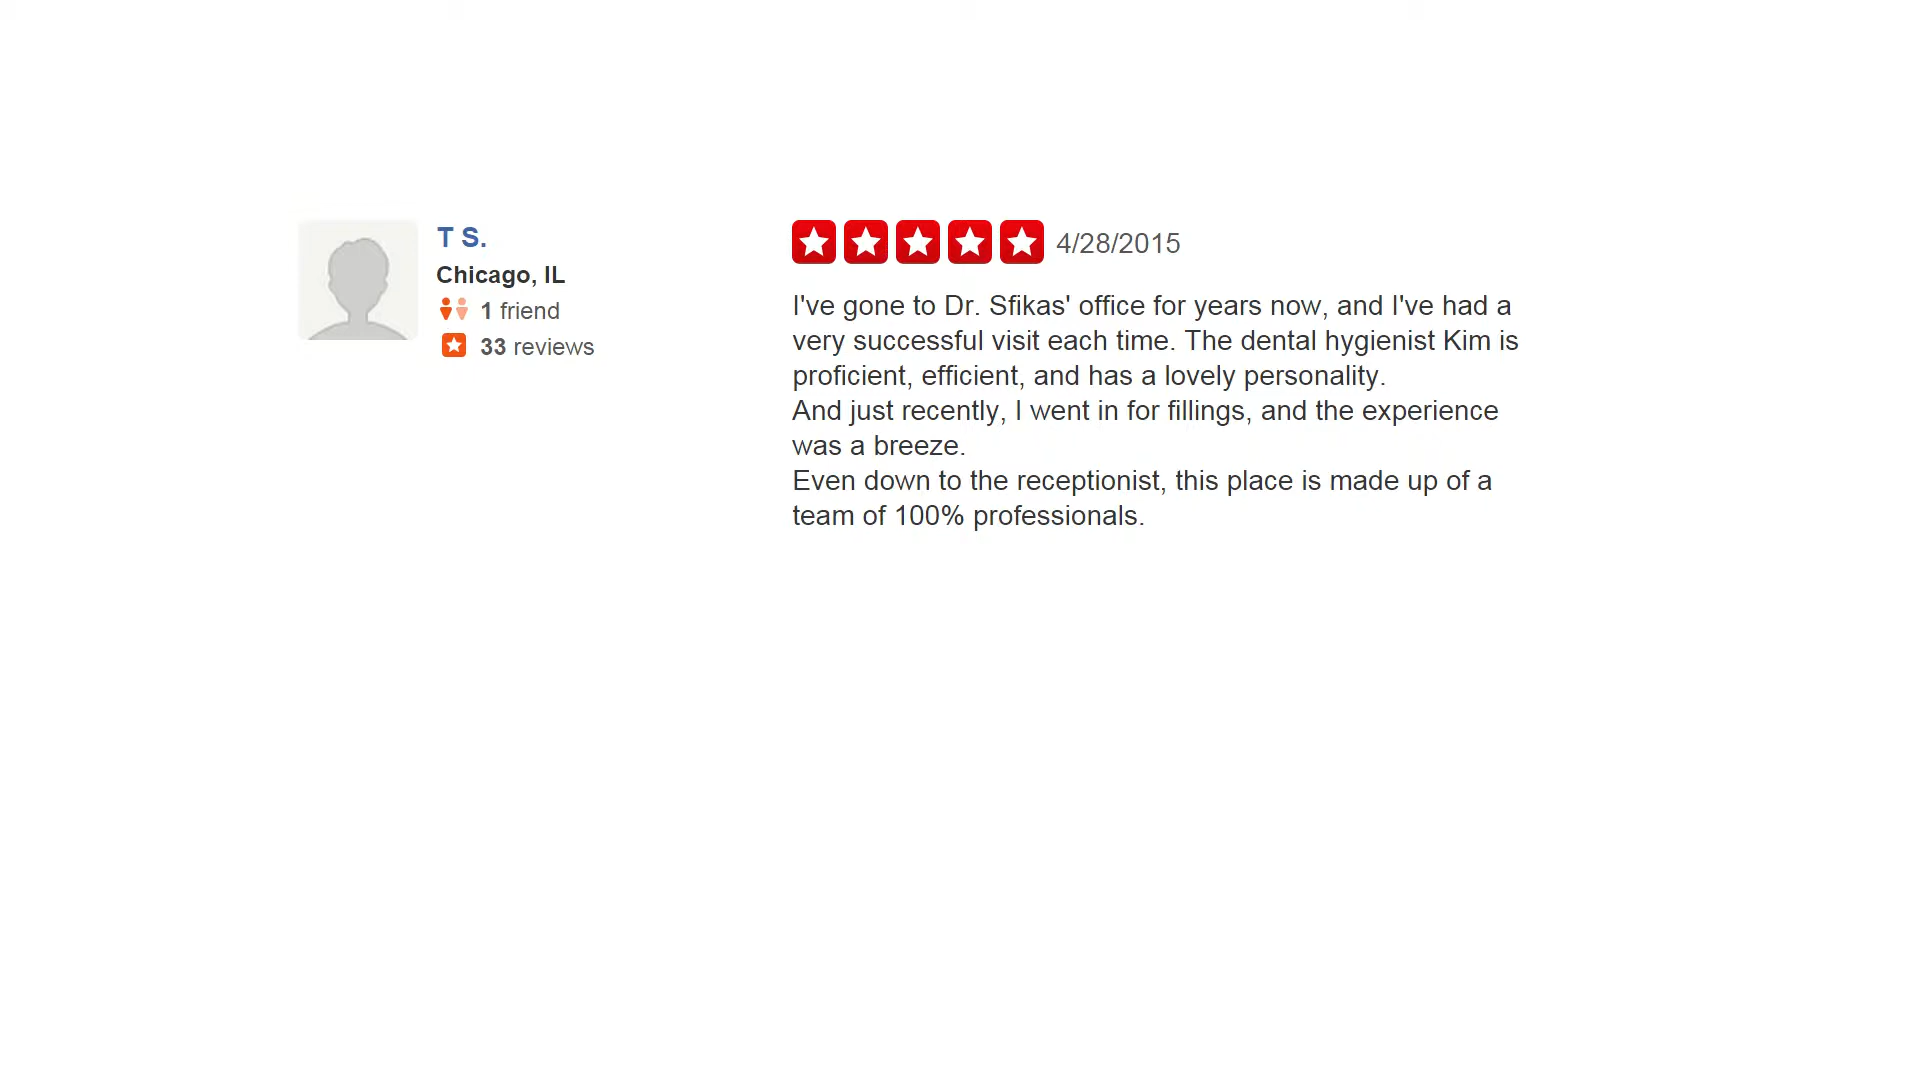 T S.
Chicago, IL
1 friend
33 reviews
4/28/2015
I've gone to Dr. Sfikas' office for years now, and I've had a
very successful visit each time. The dental hygienist Kim is
proficient, efficient, and has a lovely personality.
And just recently, I went in for fillings, and the experience
was a breeze.
Even down to the receptionist, this place is made up of a
team of 100% professionals.